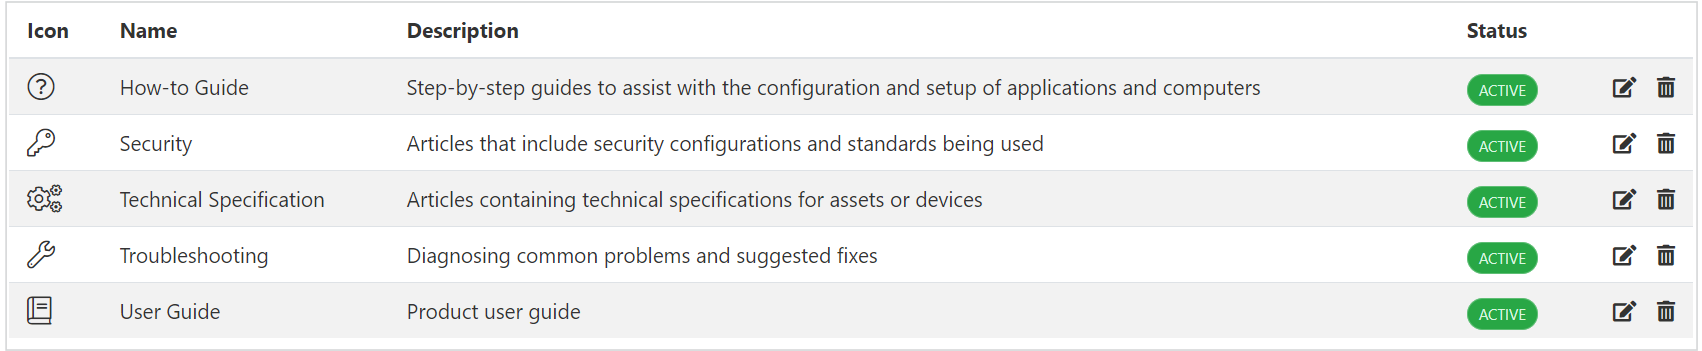 Icon Name Description Status
How-to Guide Step-by-step guides to assist with the configuration and setup of applications and computers ACTIVE
Security Articles that include security configurations and standards being used ACTIVE
Technical Specification Articles containing technical specifications for assets or devices ACTIVE
Troubleshooting Diagnosing common problems and suggested fixes ACTIVE
User Guide Product user guide ACTIVE